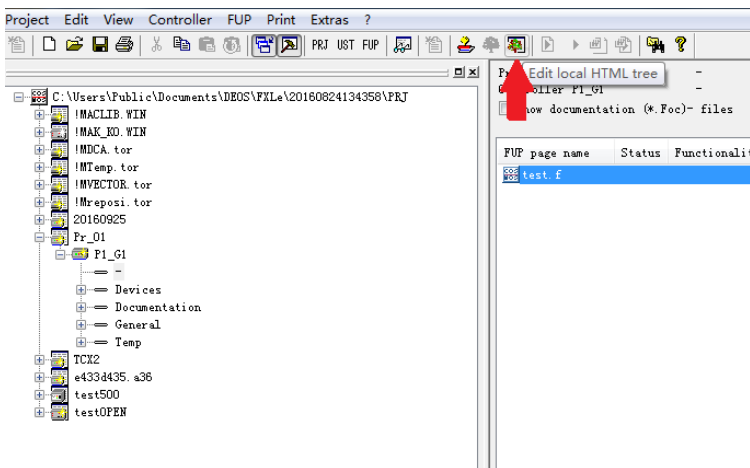 Project Edit View Controller FUP Print Extras ?
PRJ UST FUP
Edit local HTML tree
C:\Users\Public\Documents\DEOS\FXLe\20160824134358\PRJ
!MACLIB.WIN
!MAK_KO.WIN
!MDCA.tor
!MTemp.tor
!MVECTOR.tor
!Mreposi.tor
20160925
Pr_01
P1_G1
-
Devices
Documentation
General
Temp
TCX2
e433d435.a36
test500
testOPEN
Pr -
oller P1_G1 -
how documentation (*.Foc)- files
FUP page name Status Functionali
test.f